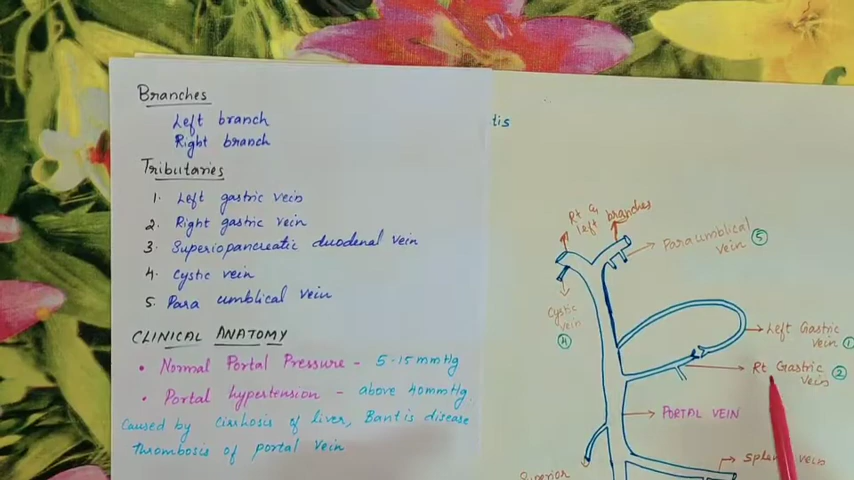 Branches
Left branch
Right branch
Tributaries
1. Left gastric vein
2. Right gastric vein
3. Superiopancreatic duodenal vein
4. Cystic vein
5. Para umbilical vein
CLINICAL ANATOMY
• Normal Portal Pressure - 5-15 mmHg
• Portal hypertension - above 40mmHg
Caused by cirrhosis of liver, Bantis disease
thrombosis of portal vein
tis
Rt & left branches
Paraumblical
vein 5
Cystic
vein
4
Left Gastric
vein 1
Rt Gastric
vein 2
PORTAL VEIN
vein
Superior